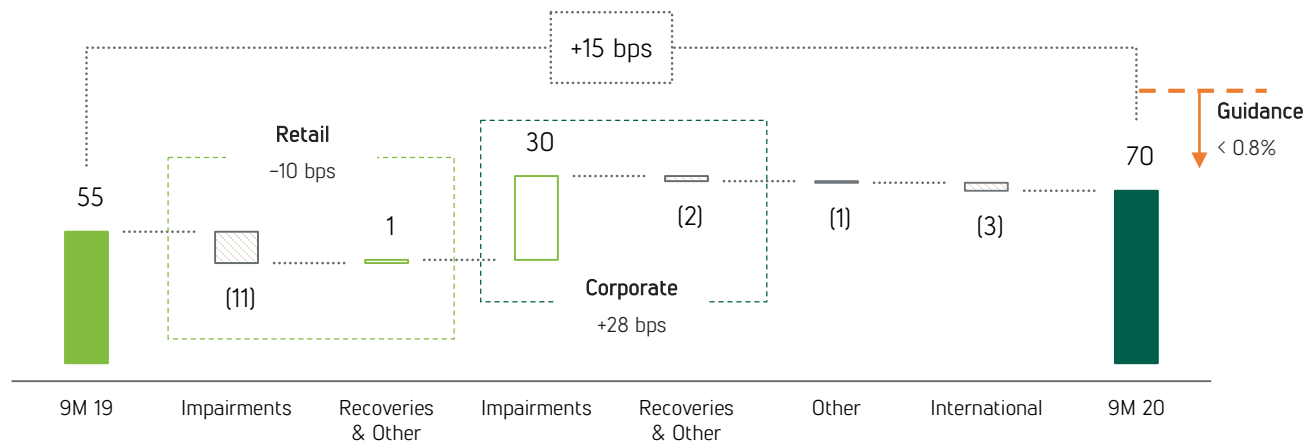 +15 bps
Guidance
< 0.8%
Retail
-10 bps
30
70
55
1
(2)
(1)
(3)
(11)
Corporate
+28 bps
9M 19
Impairments
Recoveries
& Other
Impairments
Recoveries
& Other
Other
International
9M 20